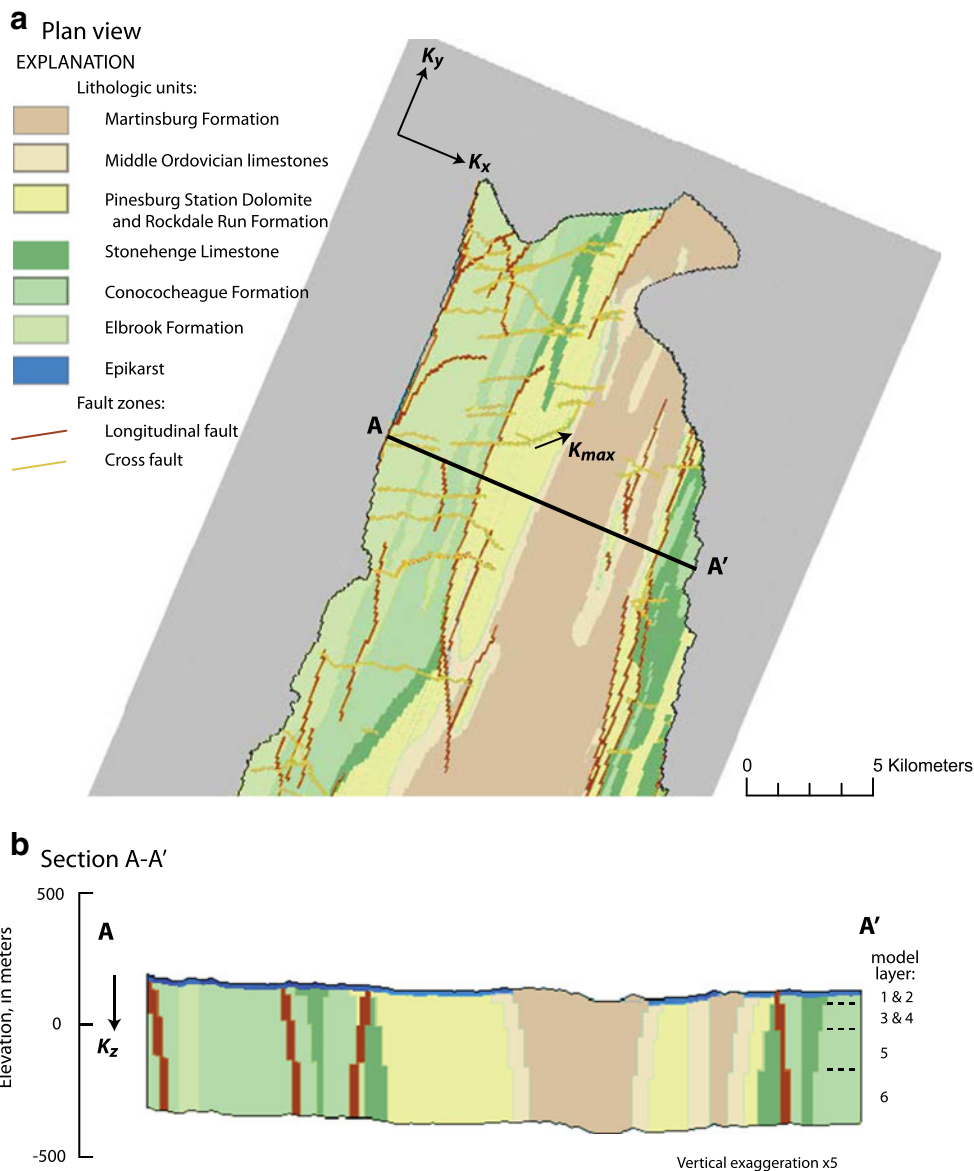 a Plan view
EXPLANATION
Lithologic units:
Martinsburg Formation
Middle Ordovician limestones
Pinesburg Station Dolomite
and Rockdale Run Formation
Stonehenge Limestone
Conococheague Formation
Elbrook Formation
Epikarst
Fault zones:
Longitudinal fault
Cross fault
Ky
Kx
A
Kmax
A’
0 5 Kilometers
b Section A-A’
500
0
-500
Elevation, in meters
A
Kz
A’
model
layer:
1 & 2
3 & 4
5
6
Vertical exaggeration x5